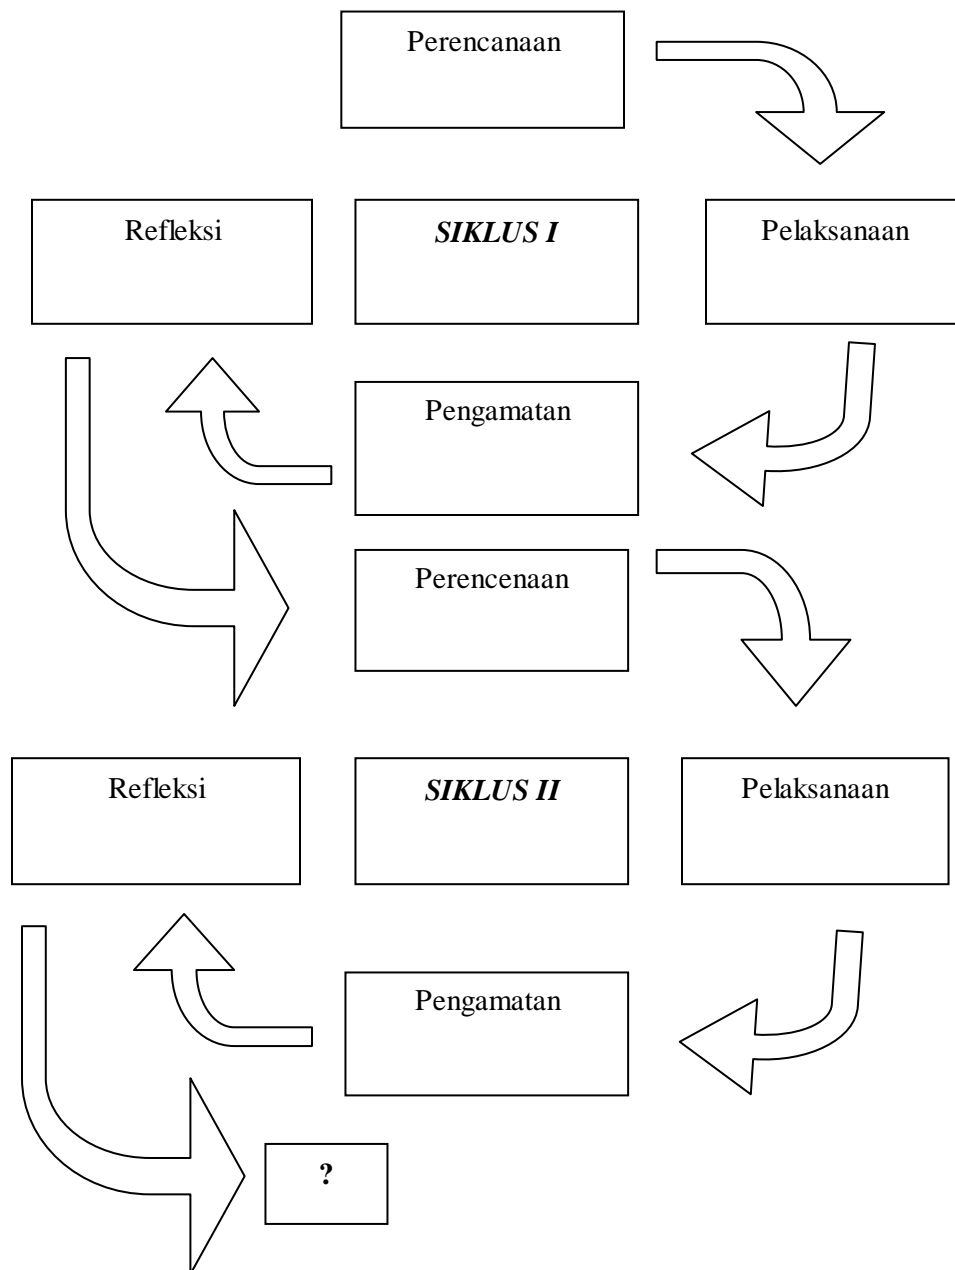 Perencanaan
Refleksi
SIKLUS I
Pelaksanaan
Pengamatan
Perencenaan
Refleksi
SIKLUS II
Pelaksanaan
Pengamatan
?